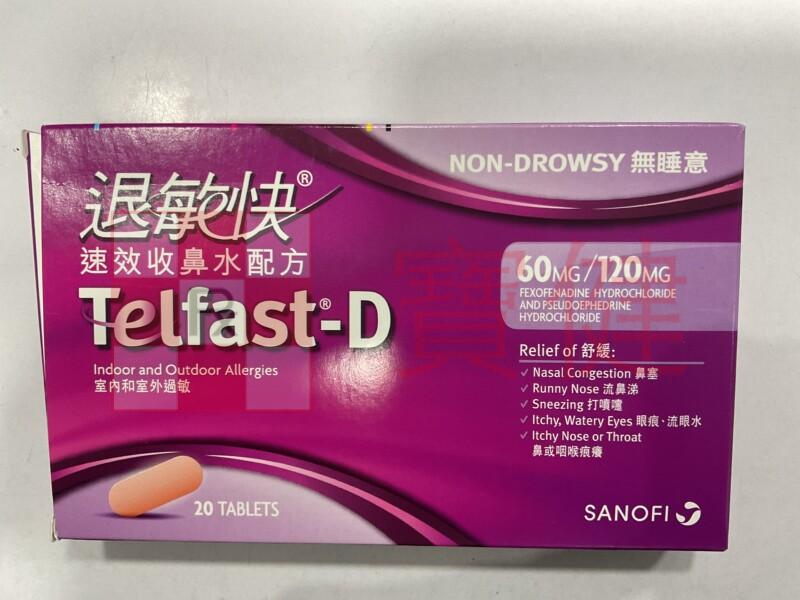 NON-DROWSY 無睡意
退敏快®
速效收鼻水配方
Telfast®-D
Indoor and Outdoor Allergies
室內和室外過敏
60MG/120MG
FEXOFENADINE HYDROCHLORIDE
AND PSEUDOEPHEDRINE
HYDROCHLORIDE
Relief of 舒緩:
✓ Nasal Congestion 鼻塞
✓ Runny Nose 流鼻涕
✓ Sneezing 打噴嚏
✓ Itchy, Watery Eyes 眼痕、流眼水
✓ Itchy Nose or Throat
鼻或咽喉痕癢
20 TABLETS
SANOFI
寶健